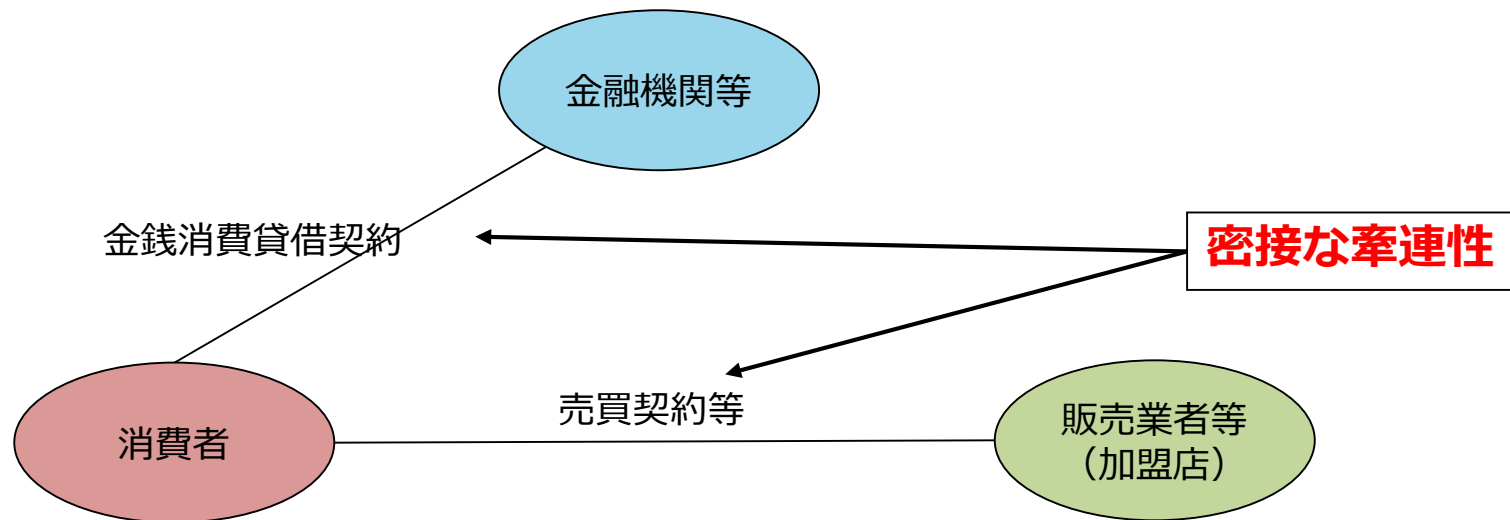 金融機関等
金銭消費貸借契約
密接な牽連性
売買契約等
消費者
販売業者等
（加盟店）